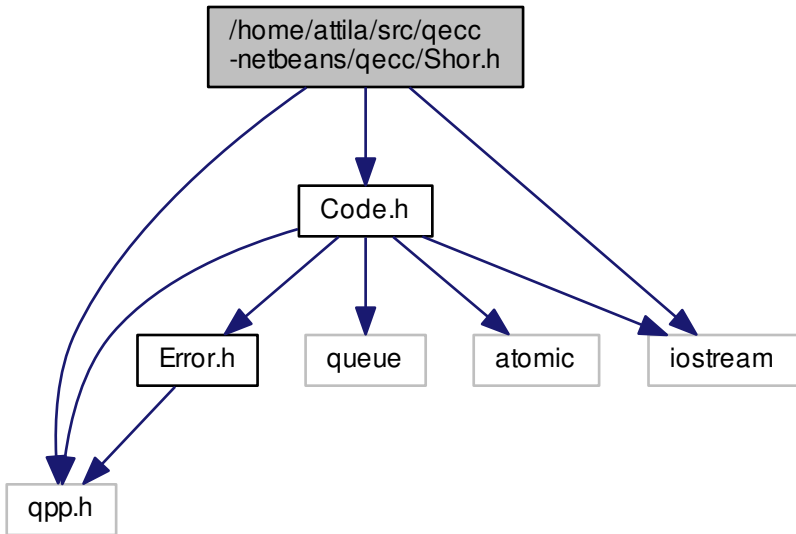 /home/attila/src/qecc
-netbeans/qecc/Shor.h
Code.h
Error.h
queue
atomic
iostream
qpp.h